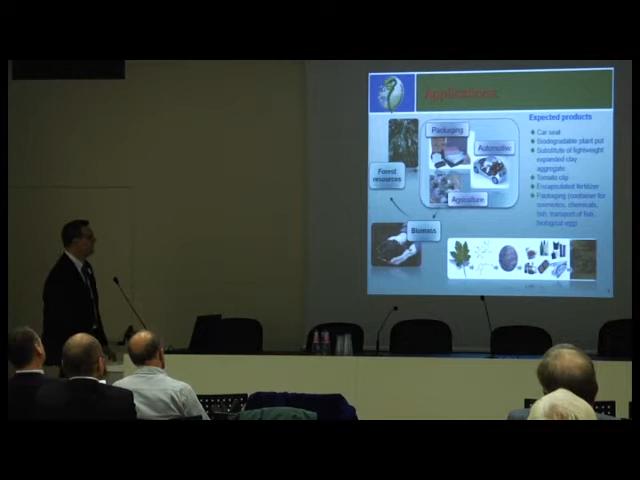 Applications
Expected products
Packaging
Automotive
Forest
resources
Agriculture
Biomass
Car seat
Biodegradable plant pot
Substitute of lightweight
expanded clay
aggregate
Tomato clip
Encapsulated fertilizer
Packaging (container for
cosmetics, chemicals,
fish, transport of fish,
biological egg)